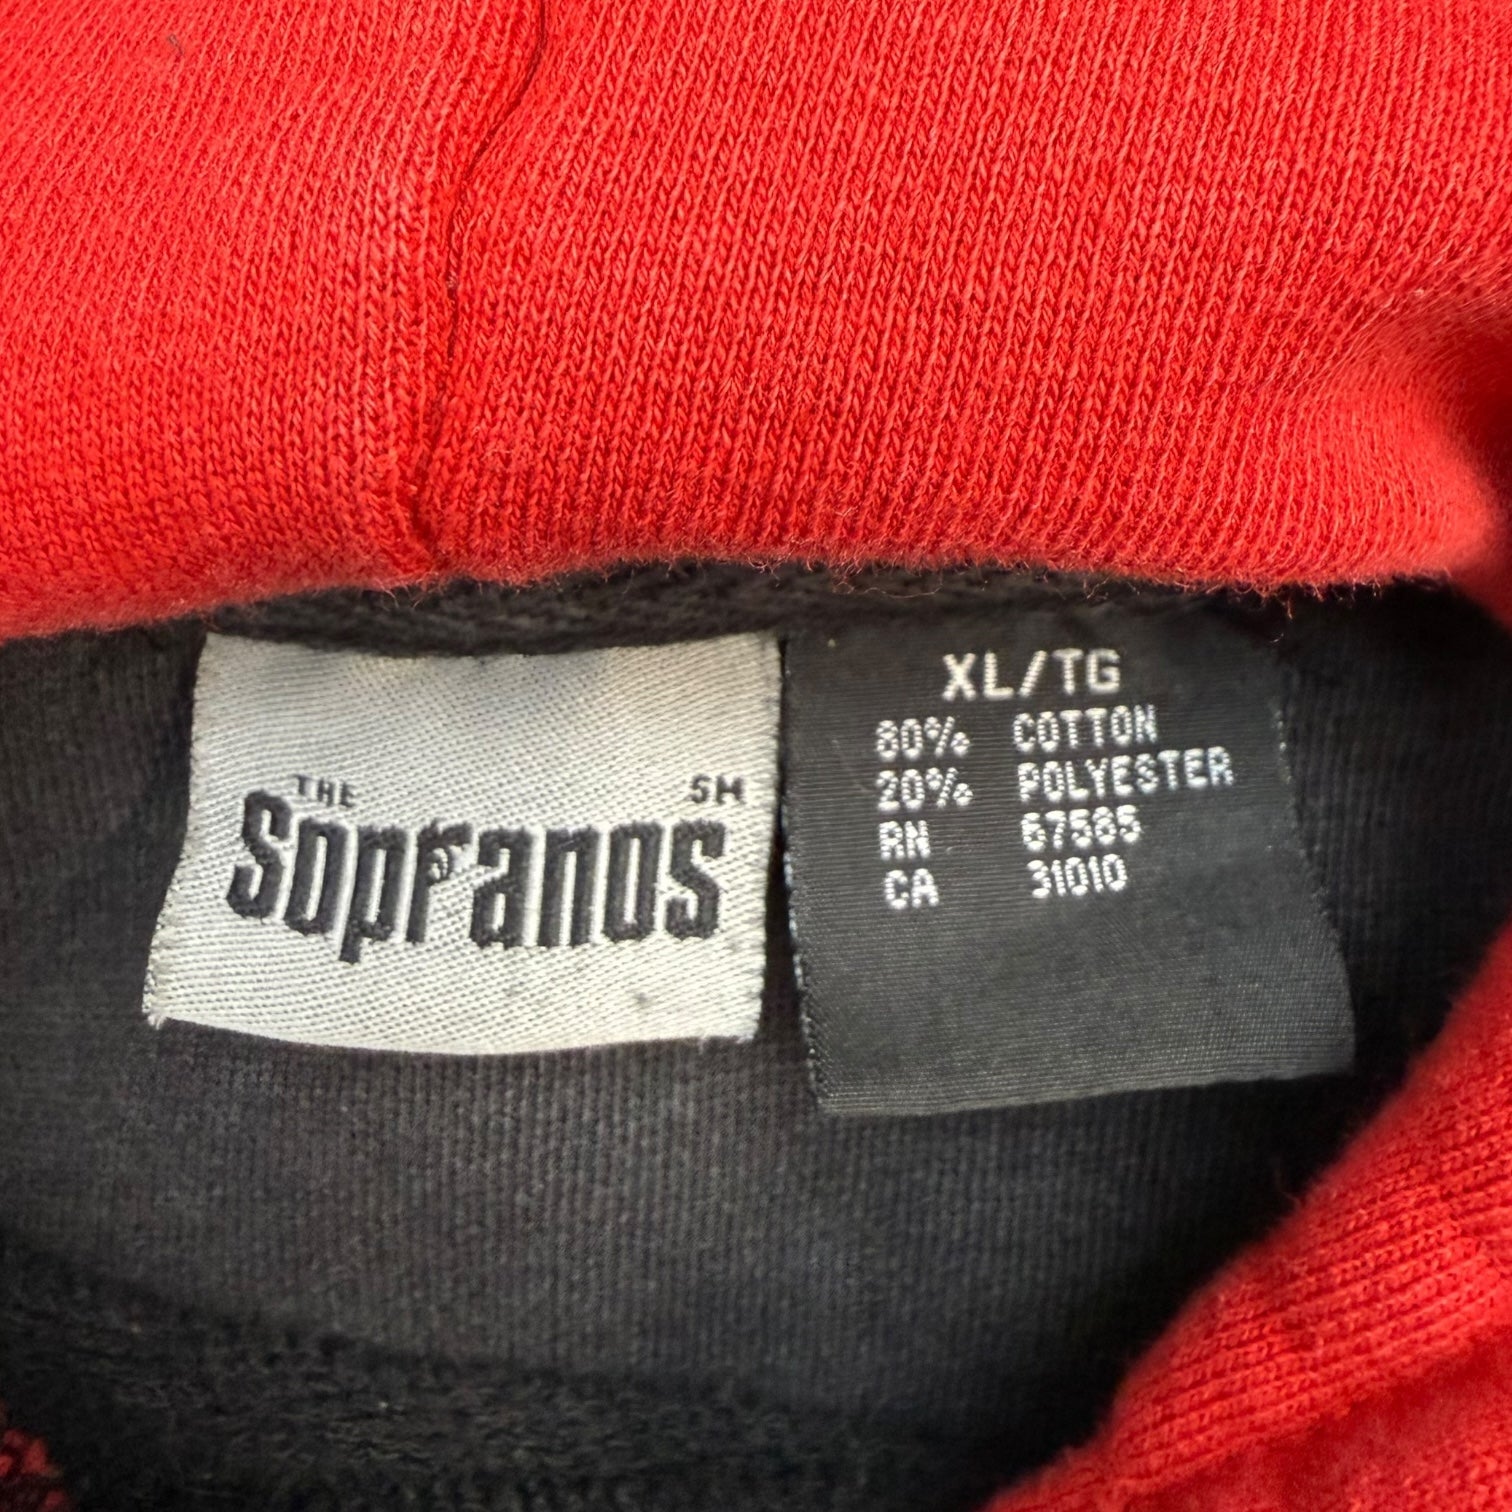 THE SM
Sopranos
XL/TG
80% COTTON
20% POLYESTER
RN 67585
CA 31010